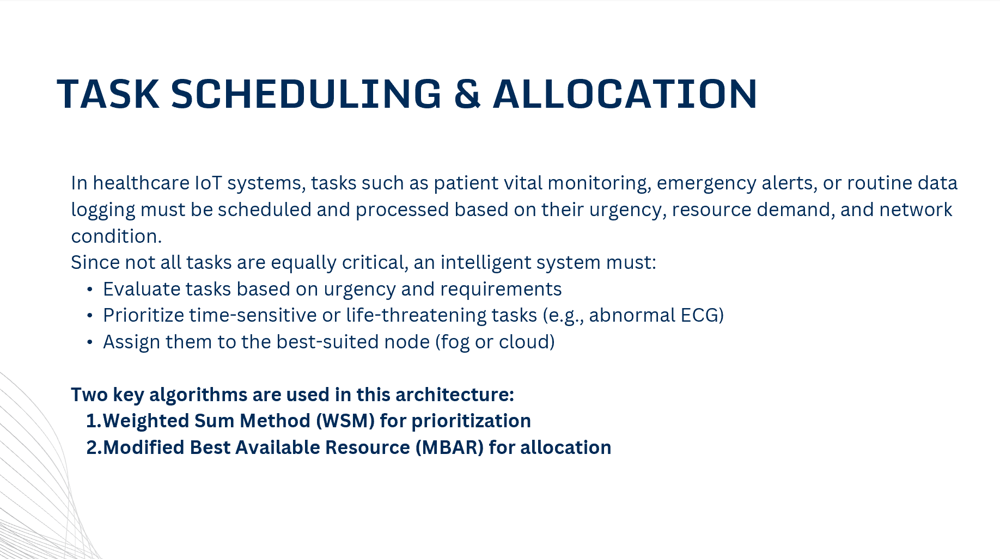 TASK SCHEDULING & ALLOCATION
In healthcare IoT systems, tasks such as patient vital monitoring, emergency alerts, or routine data
logging must be scheduled and processed based on their urgency, resource demand, and network
condition.
Since not all tasks are equally critical, an intelligent system must:
• Evaluate tasks based on urgency and requirements
• Prioritize time-sensitive or life-threatening tasks (e.g., abnormal ECG)
• Assign them to the best-suited node (fog or cloud)
Two key algorithms are used in this architecture:
1.Weighted Sum Method (WSM) for prioritization
2.Modified Best Available Resource (MBAR) for allocation